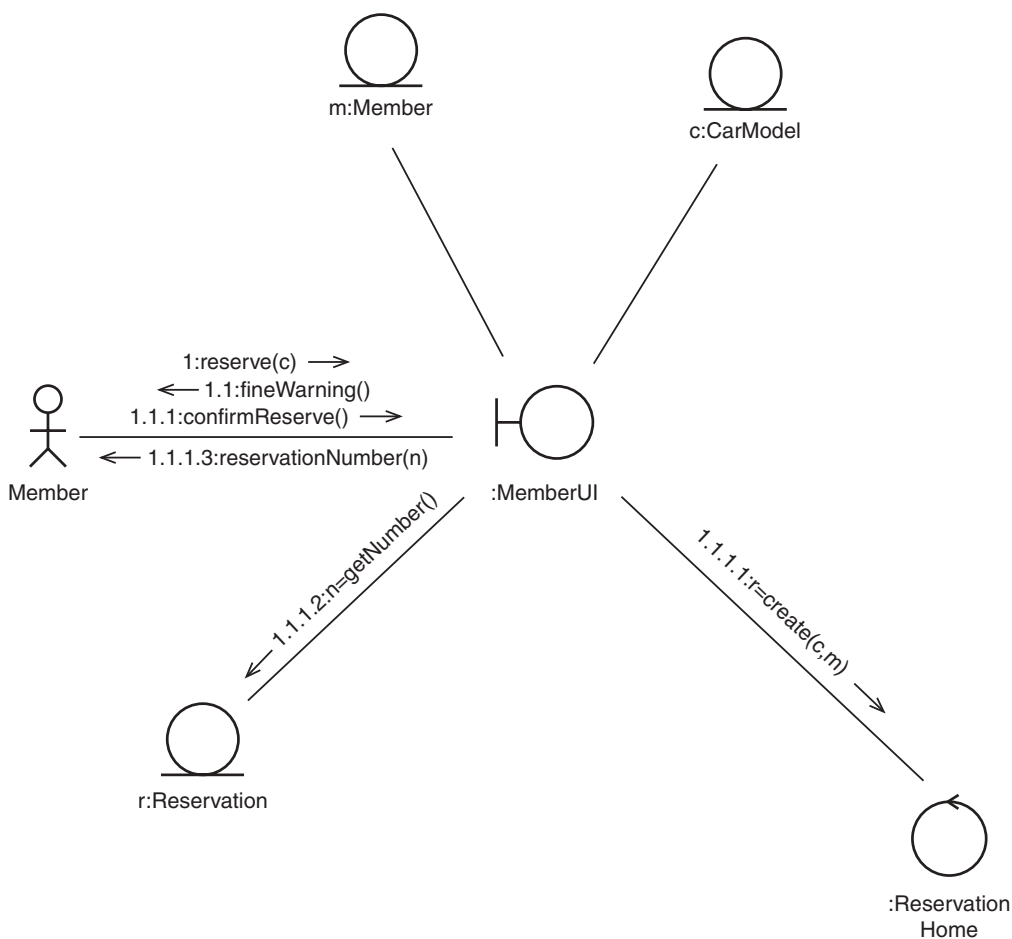 m:Member
c:CarModel
1:reserve(c)
1.1:fineWarning()
1.1.1:confirmReserve()
1.1.1.3:reservationNumber(n)
Member
:MemberUI
1.1.1.2:n=getNumber()
1.1.1.1:r=create(c,m)
r:Reservation
:Reservation
Home